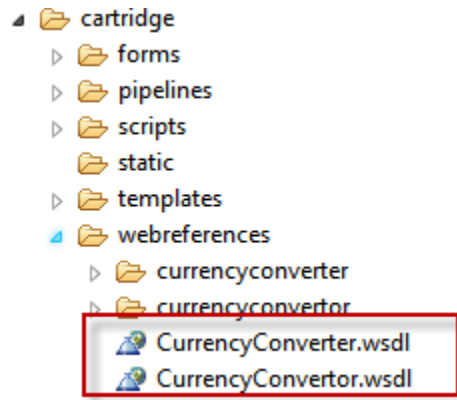 cartridge
forms
pipelines
scripts
static
templates
webreferences
currencyconverter
currencyconvertor
CurrencyConverter.wsdl
CurrencyConvertor.wsdl